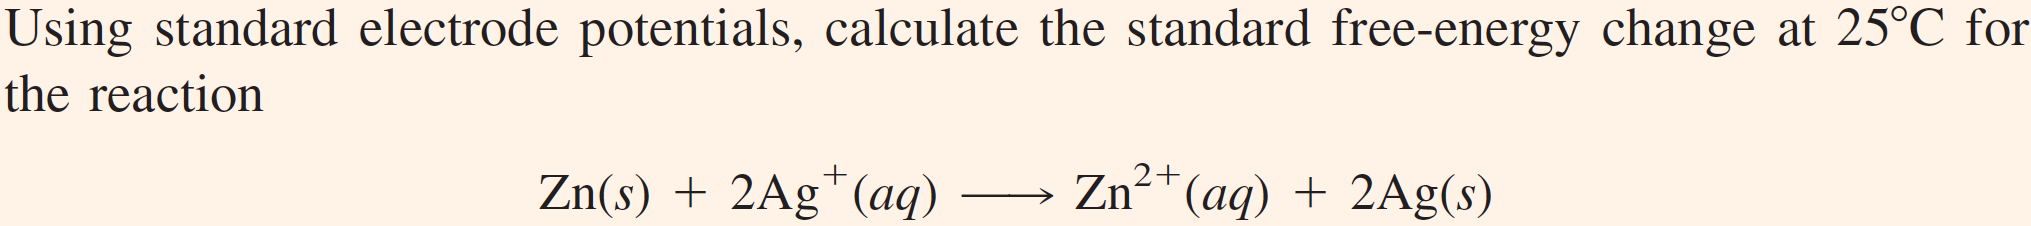 Using standard electrode potentials, calculate the standard free-energy change at 25°C for
the reaction
Zn(s) + 2Ag⁺(aq) ⟶ Zn²⁺(aq) + 2Ag(s)